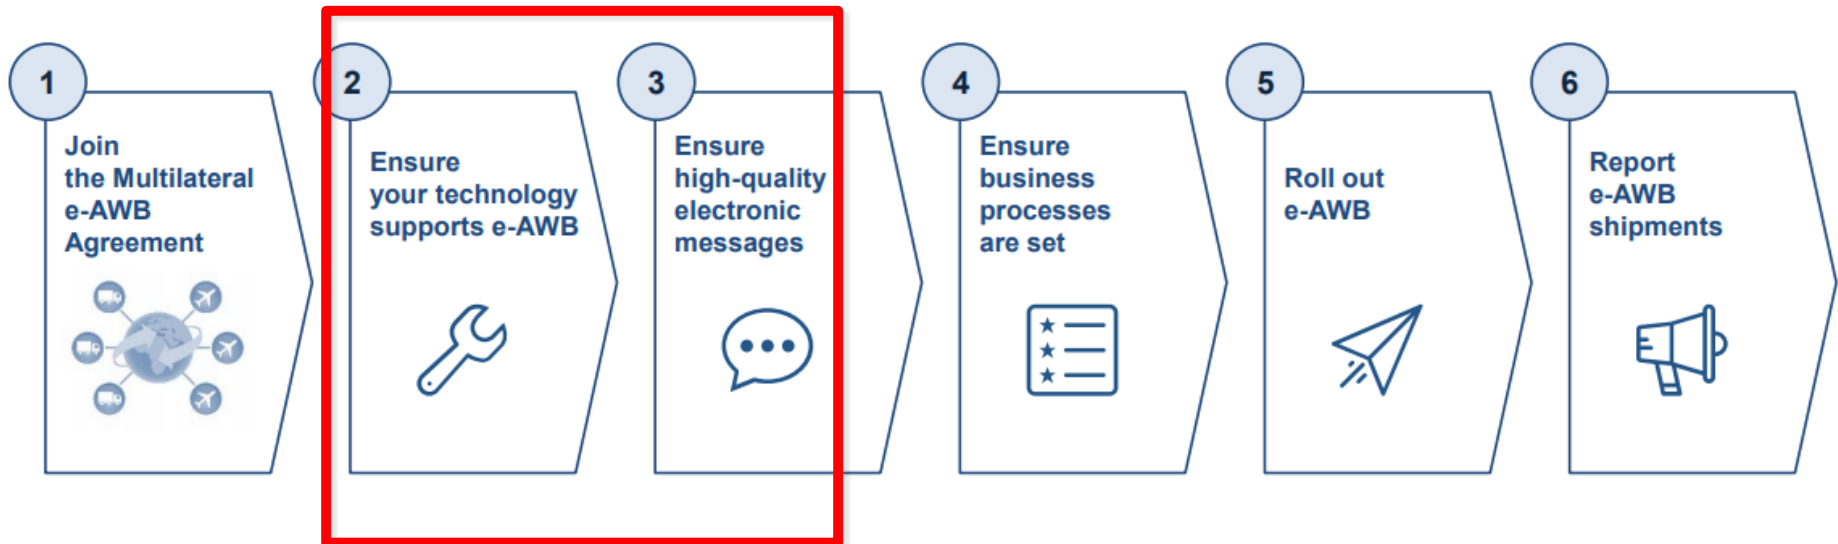 1
Join
the Multilateral
e-AWB
Agreement
2
Ensure
your technology
supports e-AWB
3
Ensure
high-quality
electronic
messages
4
Ensure
business
processes
are set
5
Roll out
e-AWB
6
Report
e-AWB
shipments